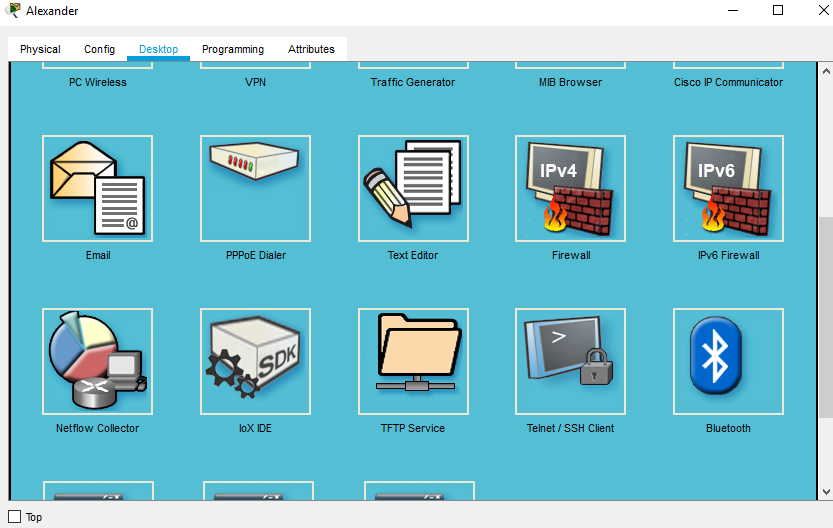 Alexander
Physical Config Desktop Programming Attributes
PC Wireless VPN Traffic Generator MIB Browser Cisco IP Communicator
@ IPv4 IPv6
Email PPPoE Dialer Text Editor Firewall IPv6 Firewall
SDK >
Netflow Collector IoX IDE TFTP Service Telnet / SSH Client Bluetooth
Top